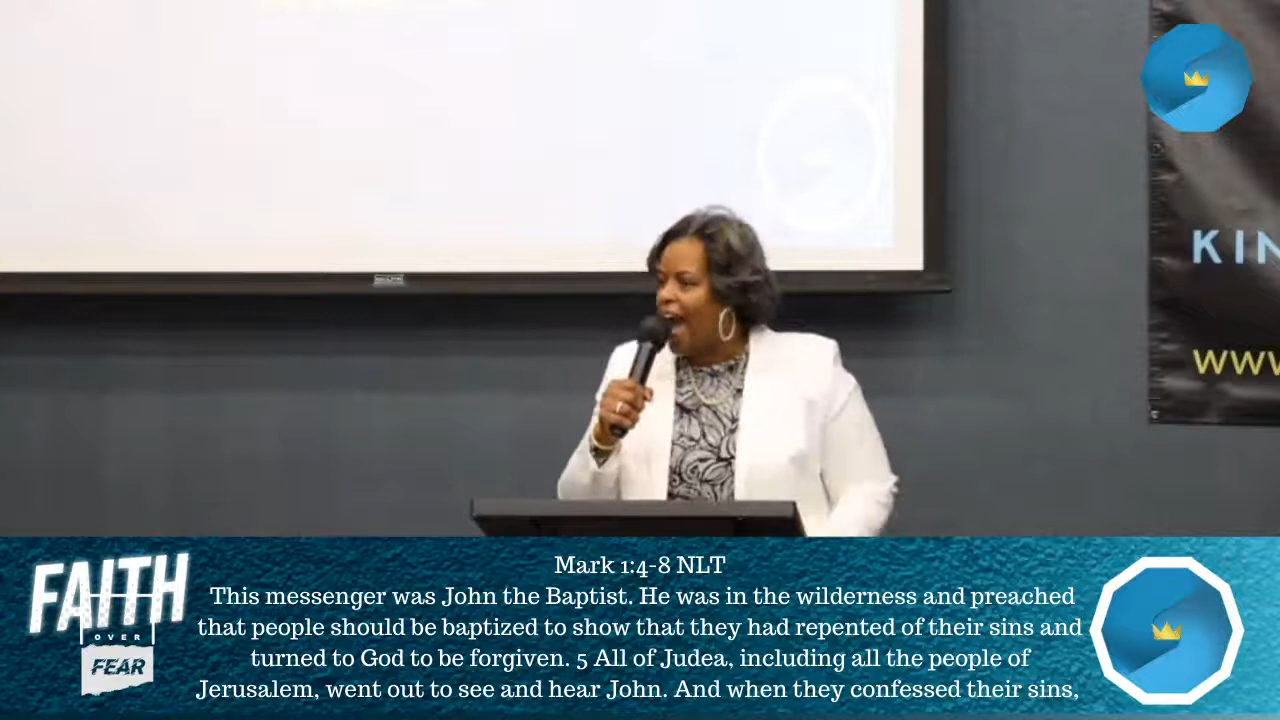 KIN
WWW
FAITH
OVER
FEAR
Mark 1:4-8 NLT
This messenger was John the Baptist. He was in the wilderness and preached
that people should be baptized to show that they had repented of their sins and
turned to God to be forgiven. 5 All of Judea, including all the people of
Jerusalem, went out to see and hear John. And when they confessed their sins,